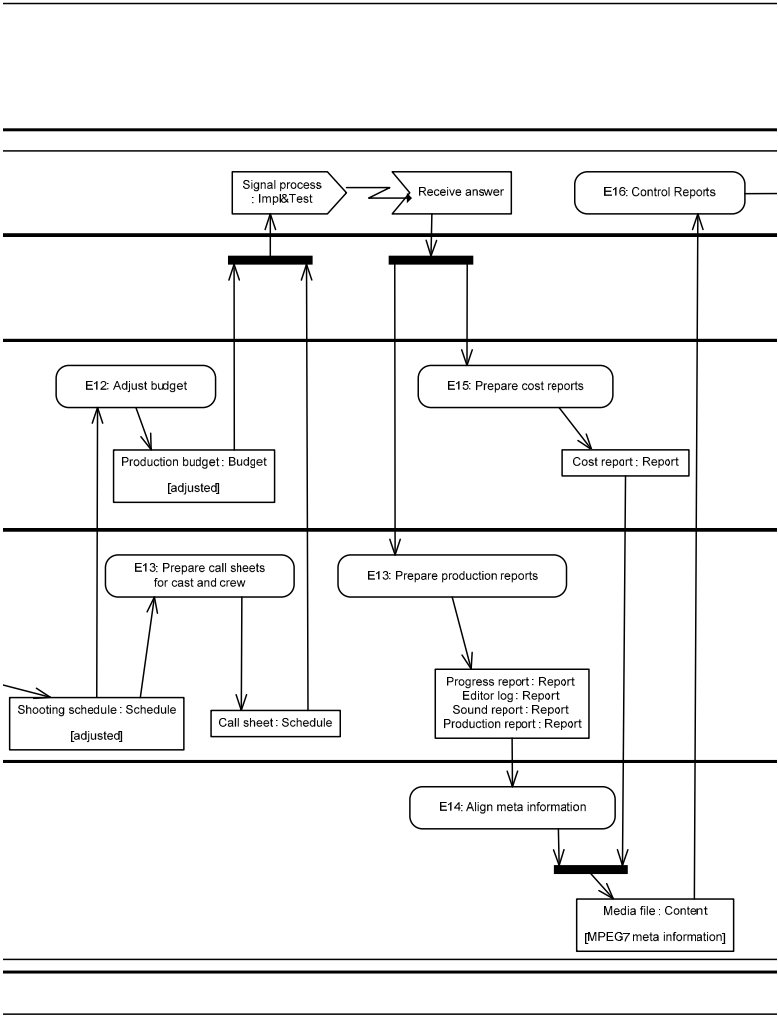 Signal process
: Impl&Test
Receive answer
E16: Control Reports
E12: Adjust budget
E15: Prepare cost reports
Production budget : Budget
[adjusted]
Cost report : Report
E13: Prepare call sheets
for cast and crew
E13: Prepare production reports
Progress report : Report
Editor log : Report
Sound report : Report
Production report : Report
Shooting schedule : Schedule
[adjusted]
Call sheet : Schedule
E14: Align meta information
Media file : Content
[MPEG7 meta information]